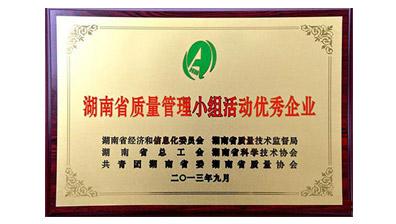 湖南省质量管理小组活动优秀企业
湖南省经济和信息化委员会 湖南省质量技术监督局
湖南省总工会 湖南省科学技术协会
共青团湖南省委 湖南省质量协会
二〇一三年九月